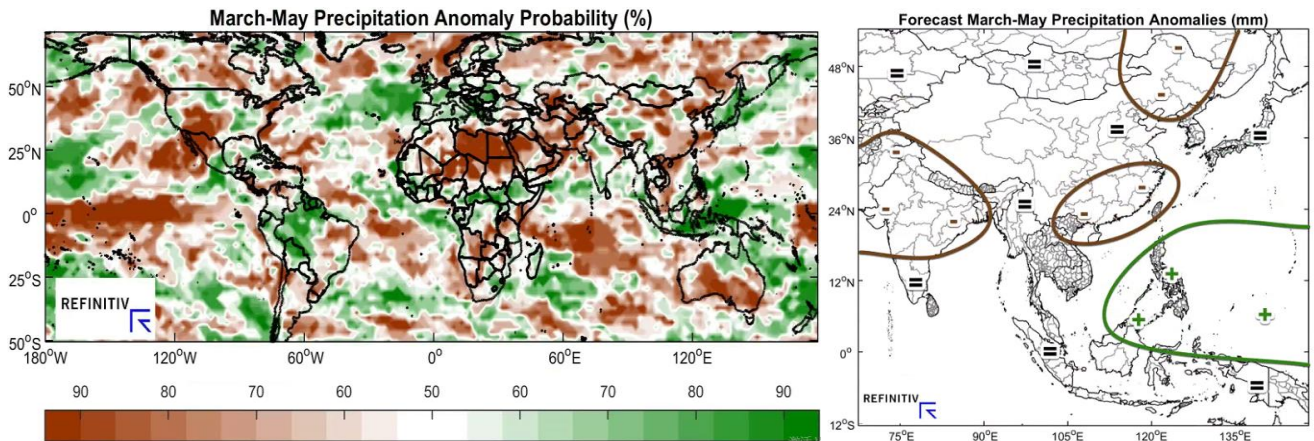 March-May Precipitation Anomaly Probability (%)
50°N
25°N
0°
25°S
50°S
180°W
120°W
60°W
0°
60°E
120°E
REFINITIV
90
80
70
60
50
60
70
80
90
Forecast March-May Precipitation Anomalies (mm)
48°N
36°N
24°N
12°N
0°
12°S
75°E
90°E
105°E
120°E
135°E
=
=
=
=
=
=
=
=
-
-
-
-
-
-
-
+
+
+
REFINITIV